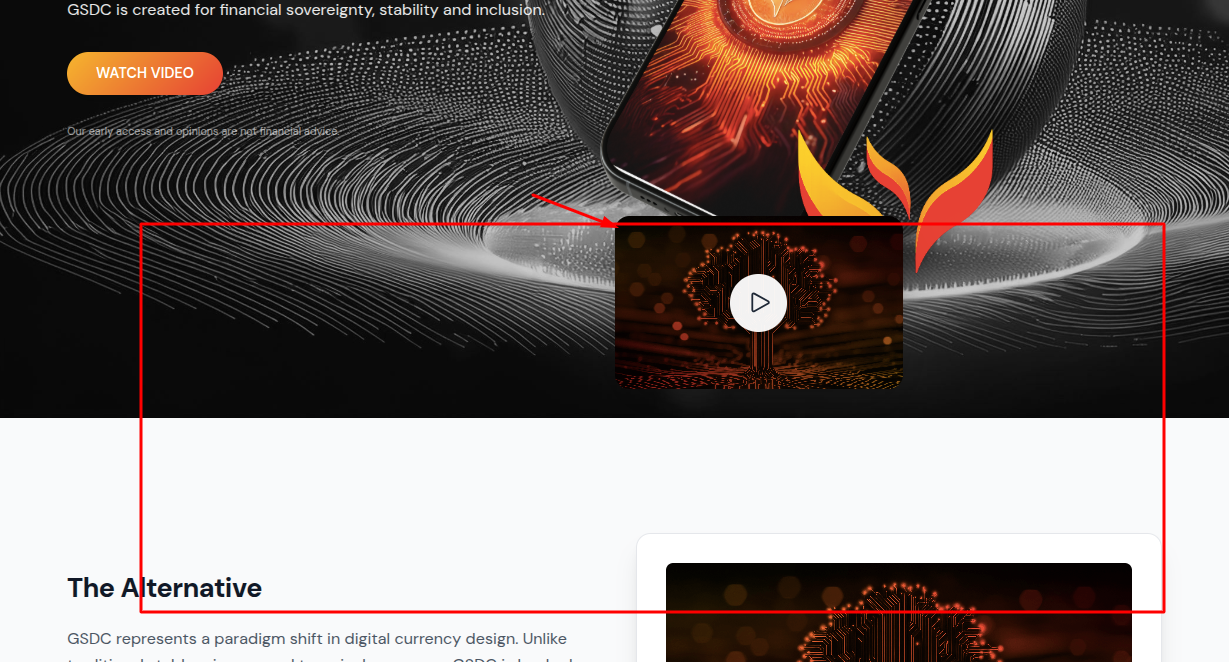 GSDC is created for financial sovereignty, stability and inclusion.
WATCH VIDEO
Our early access and opinions are not financial advice.
The Alternative
GSDC represents a paradigm shift in digital currency design. Unlike